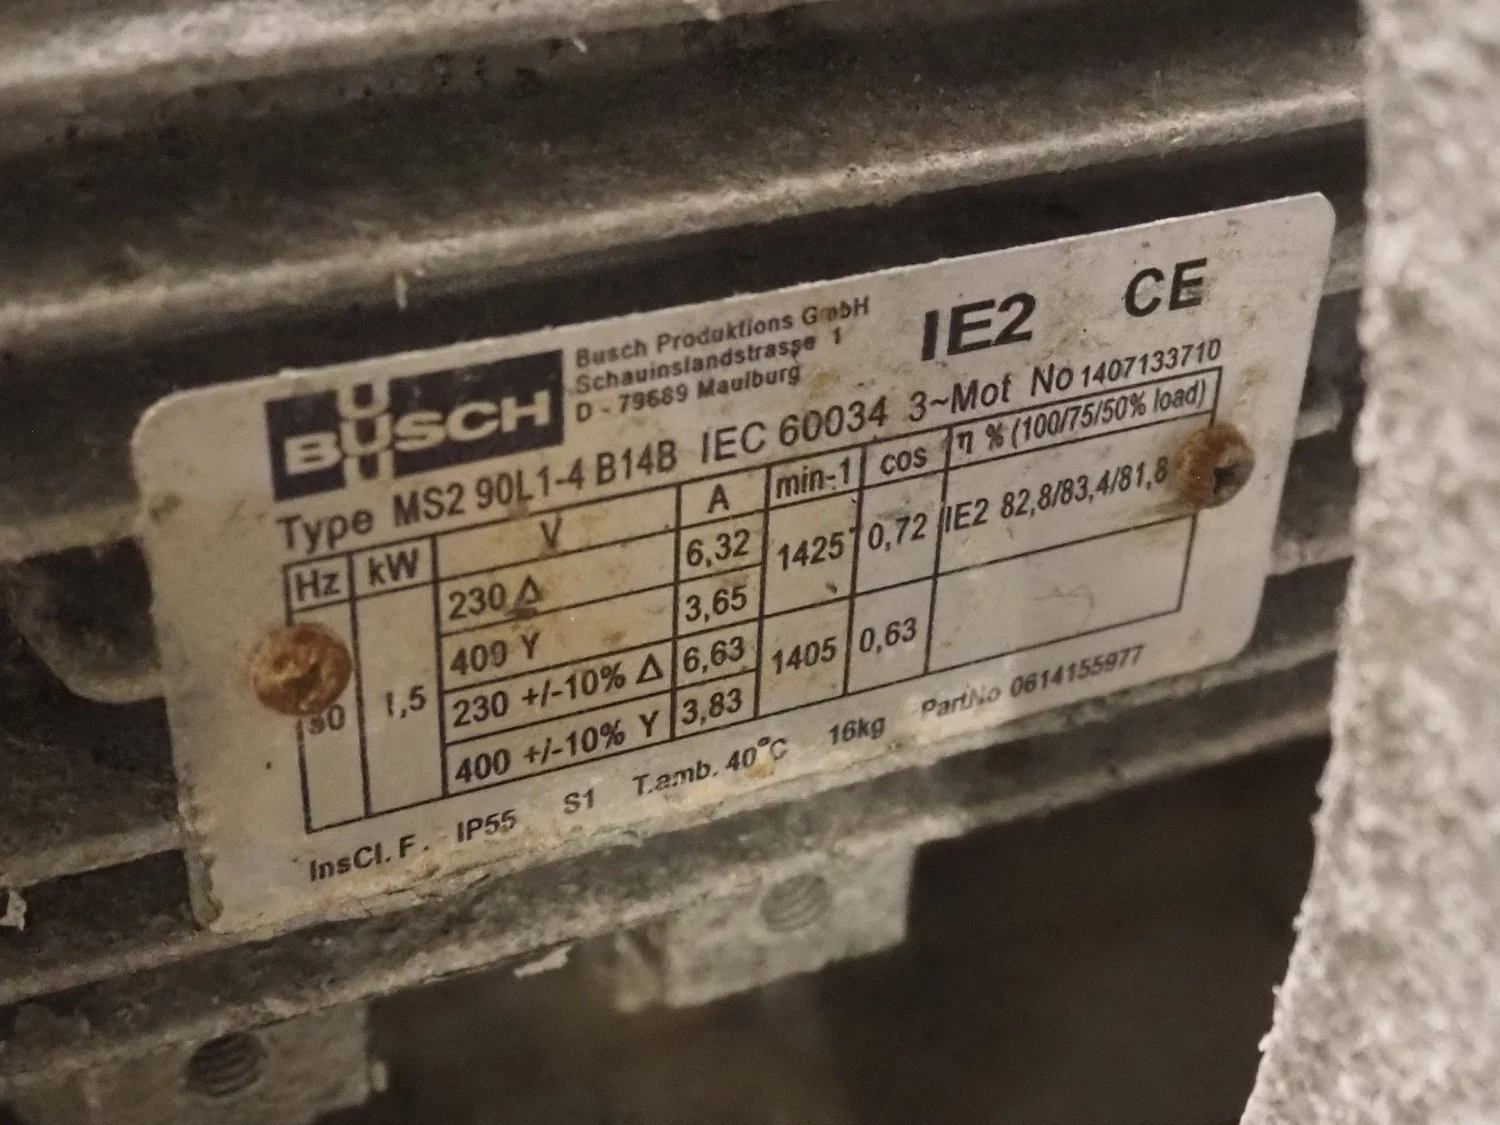 BUSCH
Busch Produktions GmbH
Schauinslandstrasse 1
D - 79689 Maulburg
IE2 CE
Type MS2 90L1-4 B14B IEC 60034 3~Mot No 1407133710
Hz kW V A min-1 cos η % (100/75/50% load)
230 Δ 6,32 1425 0,72 IE2 82,8/83,4/81,8
400 Y 3,65
50 1,5 230 +/-10% Δ 6,63 1405 0,63
400 +/-10% Y 3,83
InsCl. F. IP55 S1 T.amb. 40°C 16kg PartNo 0614155977